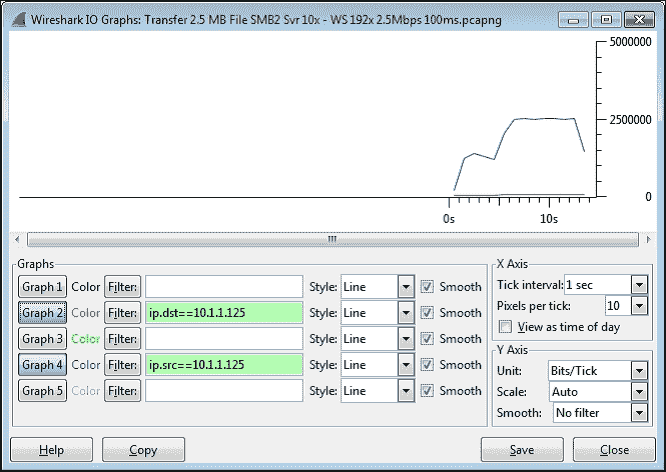 Wireshark IO Graphs: Transfer 2.5 MB File SMB2 Svr 10x - WS 192x 2.5Mbps 100ms.pcapng
5000000
2500000
0
0s 10s
Graphs
Graph 1 Color Filter: Style: Line Smooth
Graph 2 Color Filter: ip.dst==10.1.1.125 Style: Line Smooth
Graph 3 Color Filter: Style: Line Smooth
Graph 4 Color Filter: ip.src==10.1.1.125 Style: Line Smooth
Graph 5 Color Filter: Style: Line Smooth
X Axis
Tick interval: 1 sec
Pixels per tick: 10
View as time of day
Y Axis
Unit: Bits/Tick
Scale: Auto
Smooth: No filter
Help Copy Save Close